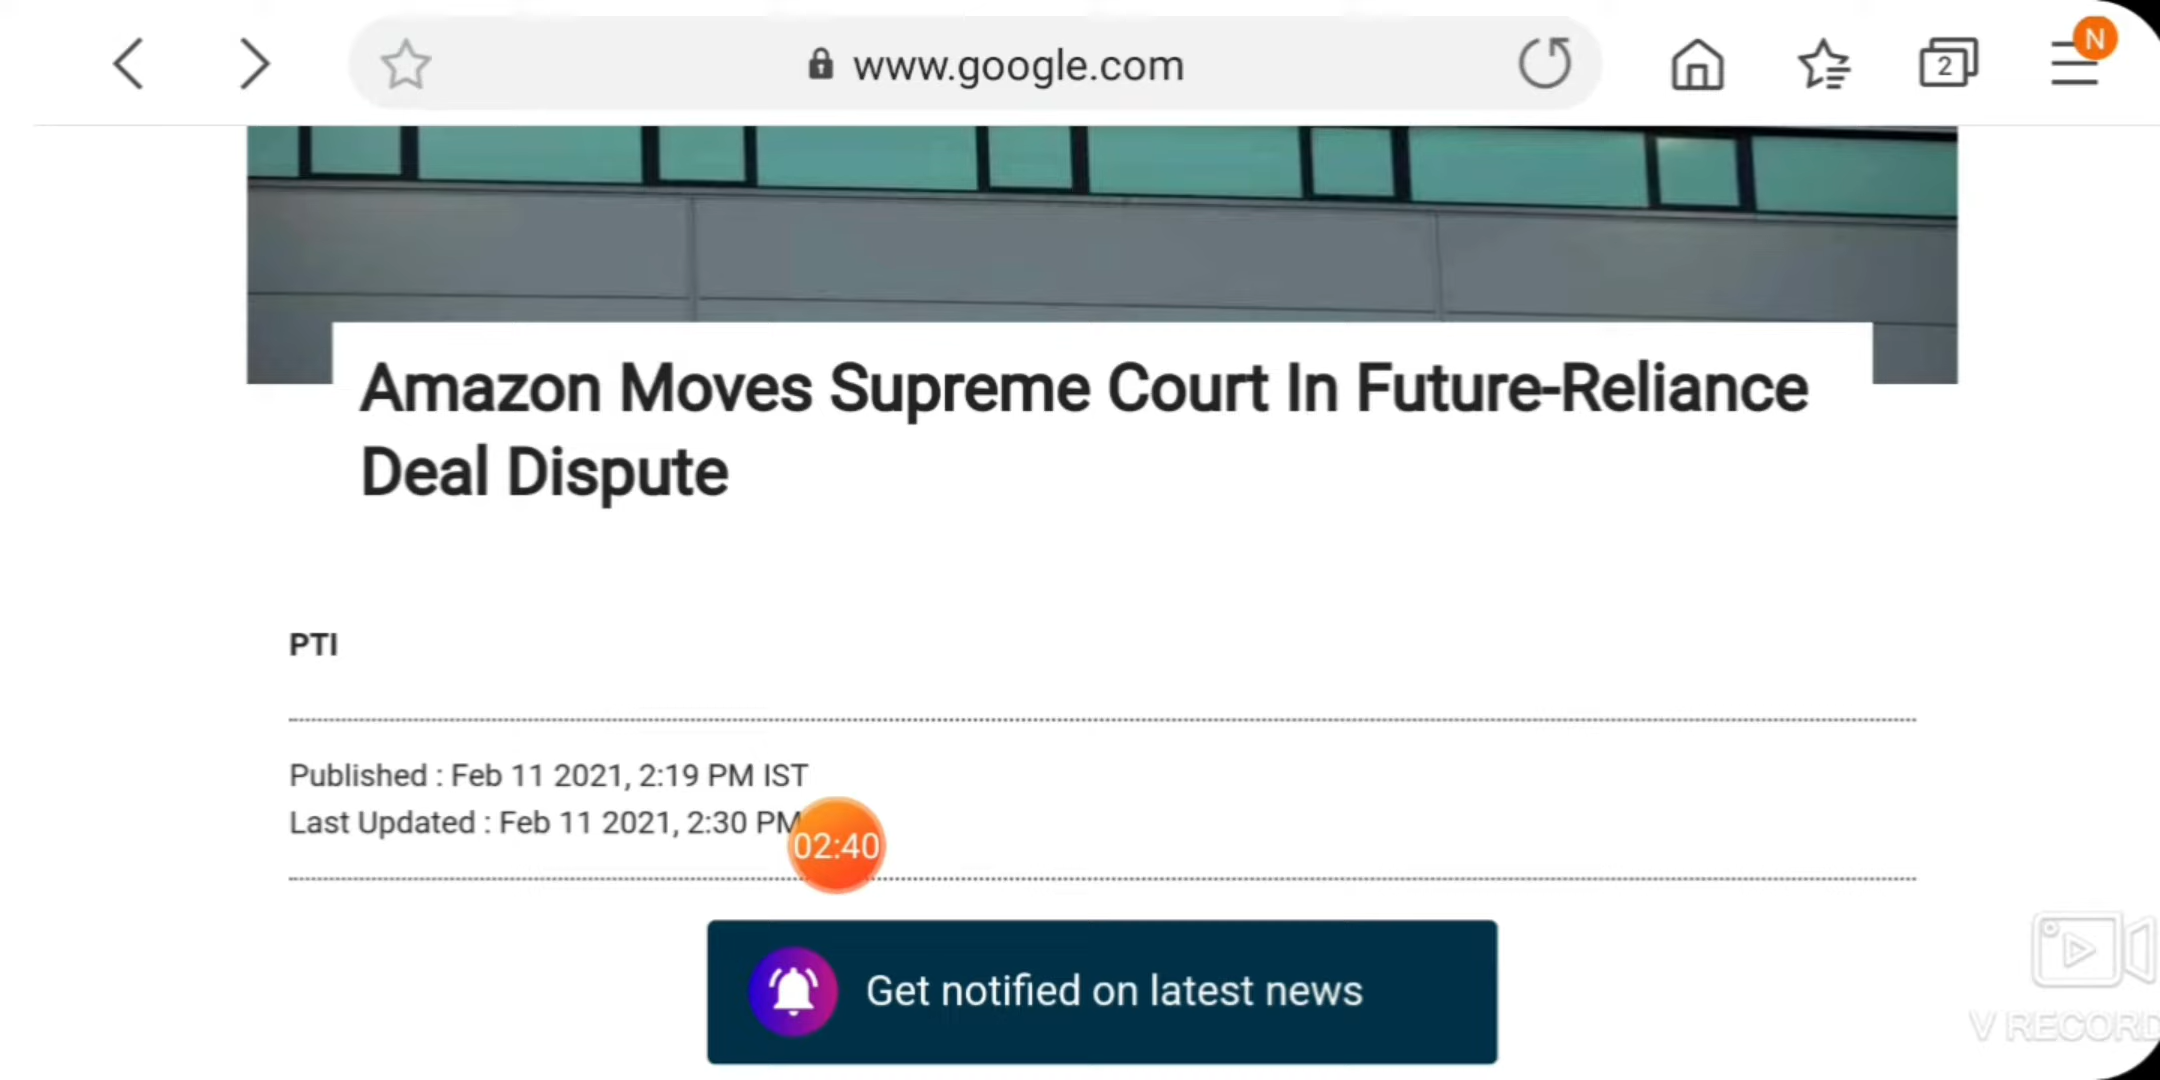 www.google.com
2
N
Amazon Moves Supreme Court In Future-Reliance
Deal Dispute
PTI
Published : Feb 11 2021, 2:19 PM IST
Last Updated : Feb 11 2021, 2:30 PM
02:40
Get notified on latest news
V RECORD